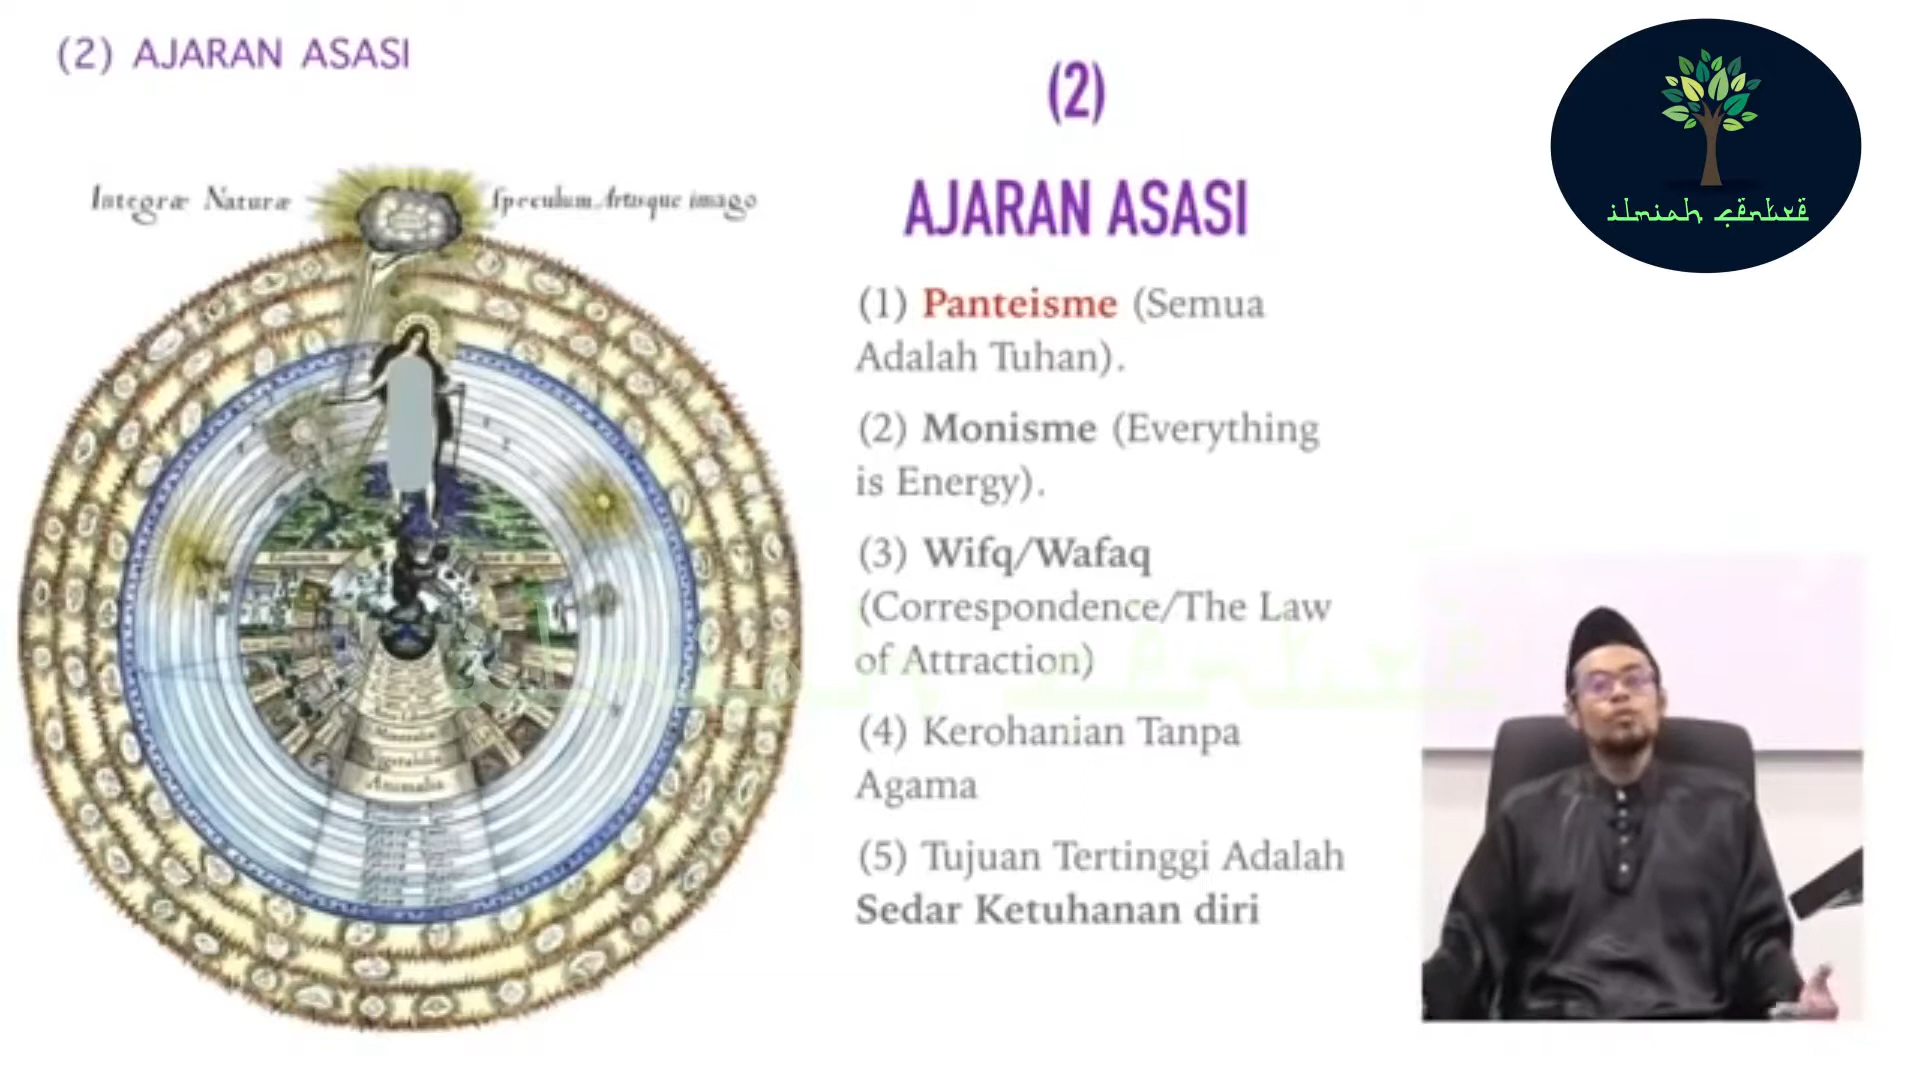 (2) AJARAN ASASI
Integræ Naturæ Speculum Artisque imago
Animalia
(2)
AJARAN ASASI
(1) Panteisme (Semua
Adalah Tuhan).
(2) Monisme (Everything
is Energy).
(3) Wifq/Wafaq
(Correspondence/The Law
of Attraction)
(4) Kerohanian Tanpa
Agama
(5) Tujuan Tertinggi Adalah
Sedar Ketuhanan diri
ilmiah centre